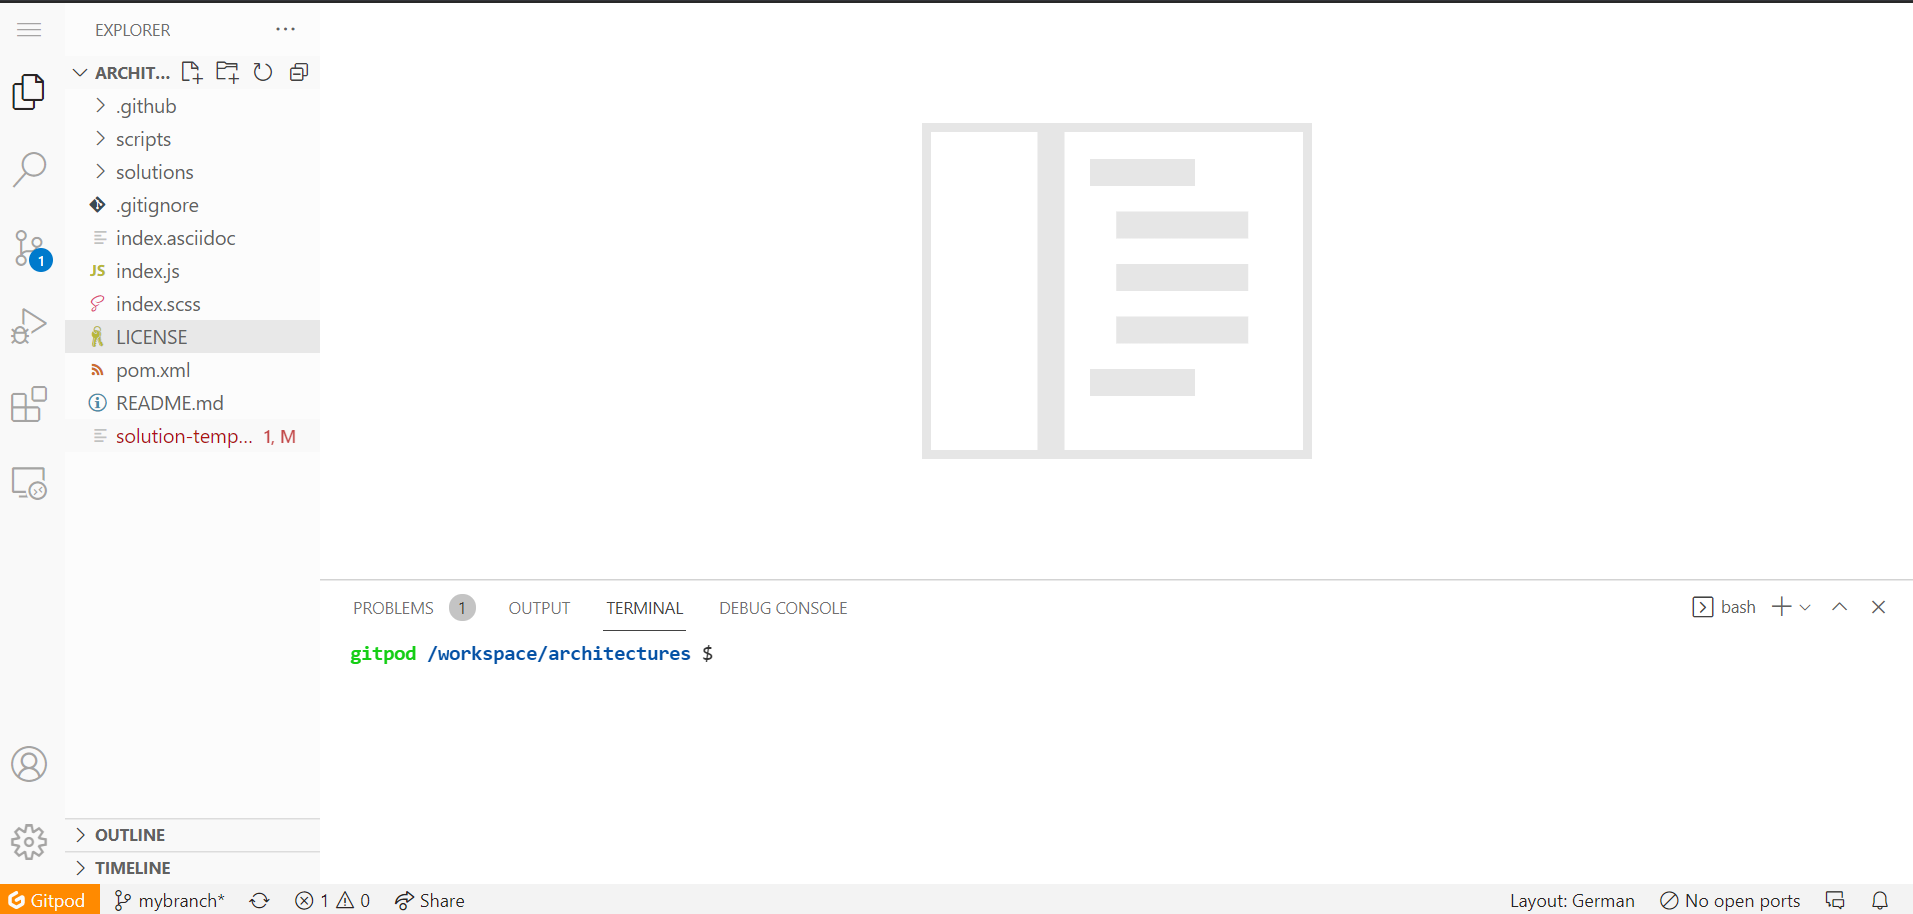 EXPLORER
ARCHIT...
.github
scripts
solutions
.gitignore
index.asciidoc
JS index.js
index.scss
LICENSE
pom.xml
README.md
solution-temp... 1, M
OUTLINE
TIMELINE
1
PROBLEMS 1 OUTPUT TERMINAL DEBUG CONSOLE bash
gitpod /workspace/architectures $
Gitpod mybranch* 1 0 Share Layout: German No open ports